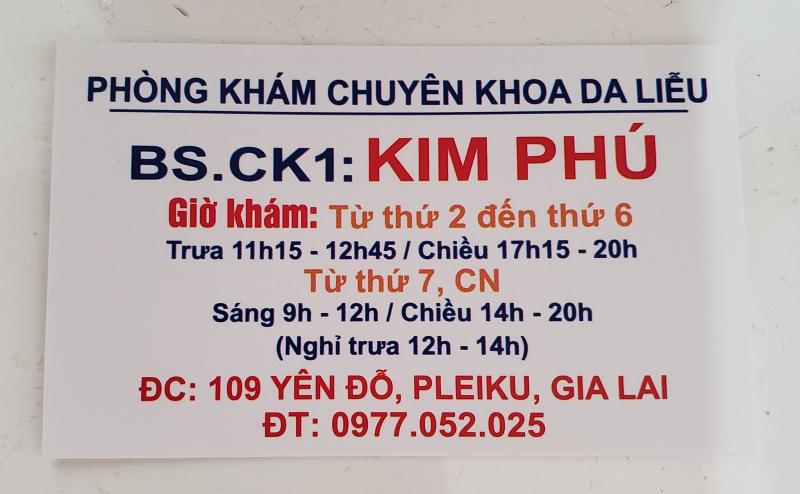 PHÒNG KHÁM CHUYÊN KHOA DA LIỄU
BS.CK1: KIM PHÚ
Giờ khám: Từ thứ 2 đến thứ 6
Trưa 11h15 - 12h45 / Chiều 17h15 - 20h
Từ thứ 7, CN
Sáng 9h - 12h / Chiều 14h - 20h
(Nghỉ trưa 12h - 14h)
ĐC: 109 YÊN ĐỖ, PLEIKU, GIA LAI
ĐT: 0977.052.025